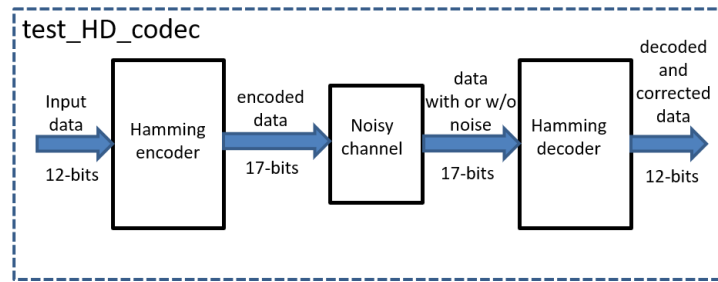 test_HD_codec
Input
data
12-bits
Hamming
encoder
encoded
data
17-bits
Noisy
channel
data
with or w/o
noise
17-bits
Hamming
decoder
decoded
and
corrected
data
12-bits